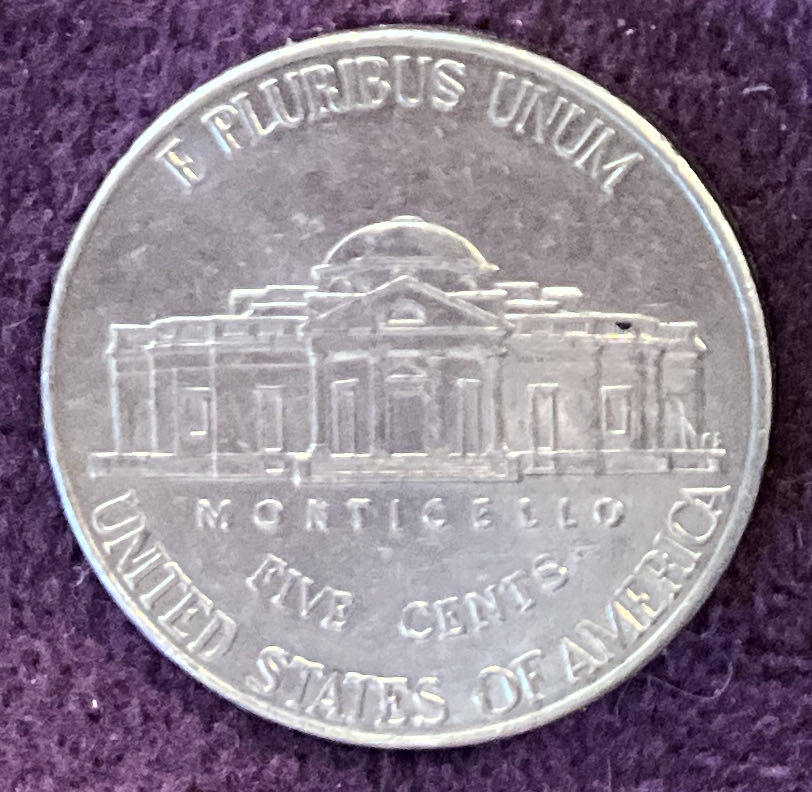 E PLURIBUS UNUM
MONTICELLO
FIVE CENTS
UNITED STATES OF AMERICA